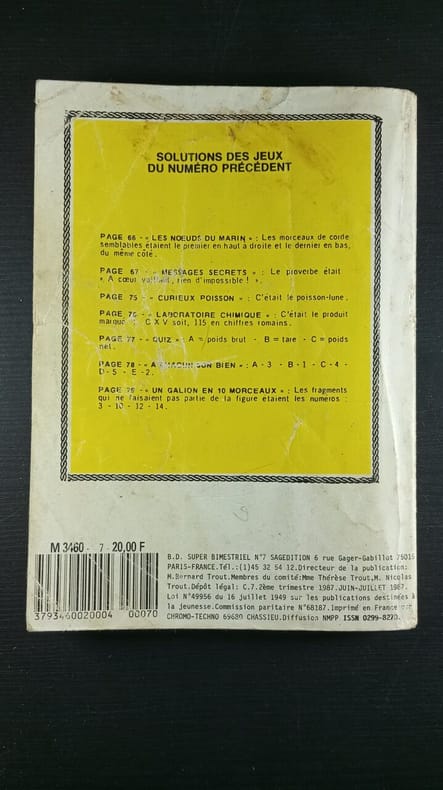 SOLUTIONS DES JEUX
DU NUMÉRO PRÉCÉDENT
PAGE 66 - « LES NŒUDS DU MARIN » : Les morceaux de corde
semblables étaient le premier en haut a droite et le dernier en bas,
du même côté.
PAGE 67 - « MESSAGES SECRETS » : Le proverbe était
« A cœur vaillant, rien d'impossible ! ».
PAGE 75 - « CURIEUX POISSON » : C'était le poisson-lune.
PAGE 76 - « LABORATOIRE CHIMIQUE » : C'était le produit
marqué : C X V soit, 115 en chiffres romains.
PAGE 77 - « QUIZ » : A = poids brut - B = tare - C = poids
net.
PAGE 78 - « A CHACUN SON BIEN » : A - 3 - B - 1 - C - 4 -
D - 5 - E - 2.
PAGE 79 - « UN GALION EN 10 MORCEAUX » : Les fragments
qui ne faisaient pas partie de la figure etaient les numeros :
3 - 10 - 12 - 14.
M 3460 - 7 - 20,00 F
3793460020004 00070
B.D. SUPER BIMESTRIEL N°7 SAGEDITION 6 rue Gager-Gabillot 75015
PARIS-FRANCE.Tél.:(1)45 32 54 12.Directeur de la publication:
M.Bernard Trout.Membres du comité:Mme Thérèse Trout,M. Nicolas
Trout.Dépôt légal: C.7.2ème trimestre 1987.JUIN-JUILLET 1987.
Loi N°49956 du 16 juillet 1949 sur les publications destinées à
la jeunesse.Commission paritaire N°68187.Imprimé en France par
CHROMO-TECHNO 69680 CHASSIEU.Diffusion NMPP ISSN 0299-8270.